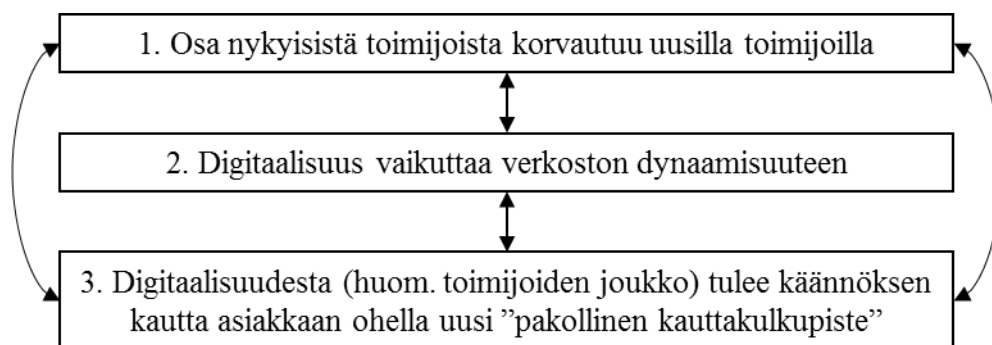 1. Osa nykyisistä toimijoista korvautuu uusilla toimijoilla
2. Digitaalisuus vaikuttaa verkoston dynaamisuuteen
3. Digitaalisuudesta (huom. toimijoiden joukko) tulee käännöksen
kautta asiakkaan ohella uusi ”pakollinen kauttakulkupiste”